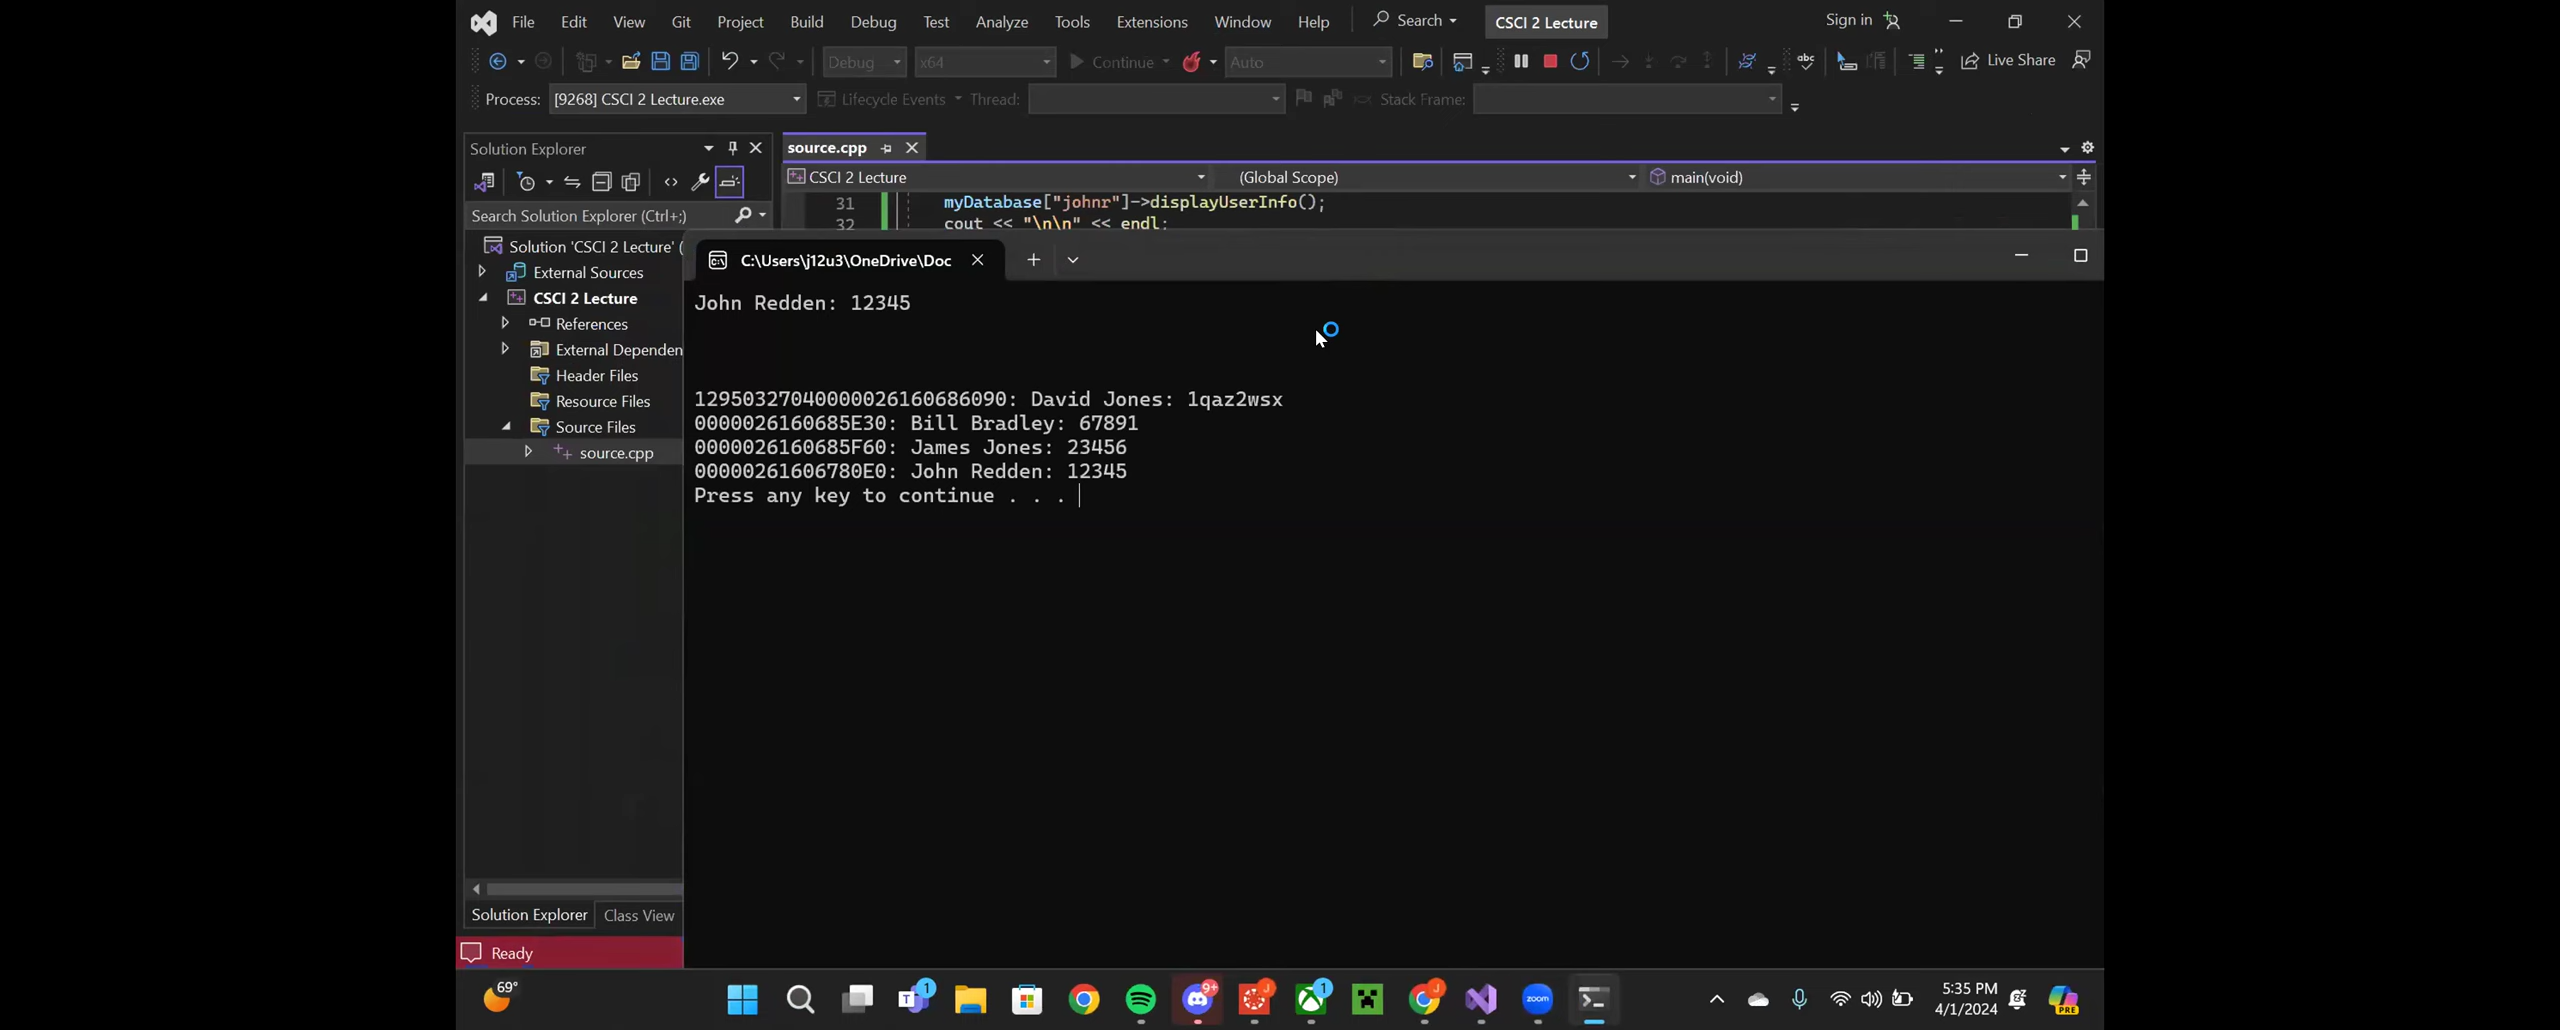 File Edit View Git Project Build Debug Test Analyze Tools Extensions Window Help Search CSCI 2 Lecture Sign in
Debug x64 Continue Auto Live Share
Process: [9268] CSCI 2 Lecture.exe Lifecycle Events Thread: Stack Frame:
Solution Explorer
source.cpp
CSCI 2 Lecture (Global Scope) main(void)
Search Solution Explorer (Ctrl+;)
31 myDatabase["johnr"]->displayUserInfo();
32 cout << "\n\n" << endl;
Solution 'CSCI 2 Lecture' (
External Sources
CSCI 2 Lecture
References
External Dependen
Header Files
Resource Files
Source Files
source.cpp
C:\Users\j12u3\OneDrive\Doc
John Redden: 12345
12950327040000026160686090: David Jones: 1qaz2wsx
0000026160685E30: Bill Bradley: 67891
0000026160685F60: James Jones: 23456
00000261606780E0: John Redden: 12345
Press any key to continue . . .
Solution Explorer Class View
Ready
69°
1
9+
J
1
J
zoom
5:35 PM
4/1/2024
PRE